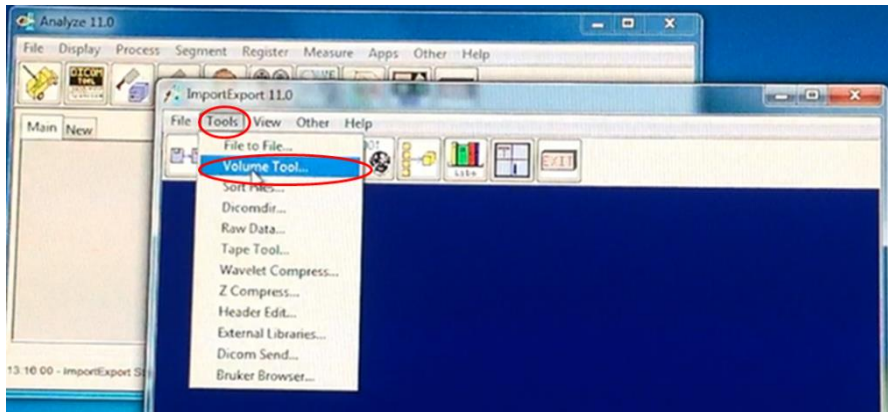 Analyze 11.0
File Display Process Segment Register Measure Apps Other Help
DICOM
TOOL
ImportExport 11.0
File Tools View Other Help
Main New
EXIT
File to File...
Volume Tool...
Sort Files...
Dicomdir...
Raw Data...
Tape Tool...
Wavelet Compress...
Z Compress...
Header Edit...
External Libraries...
Dicom Send...
Bruker Browser...
13:16:00 - ImportExport